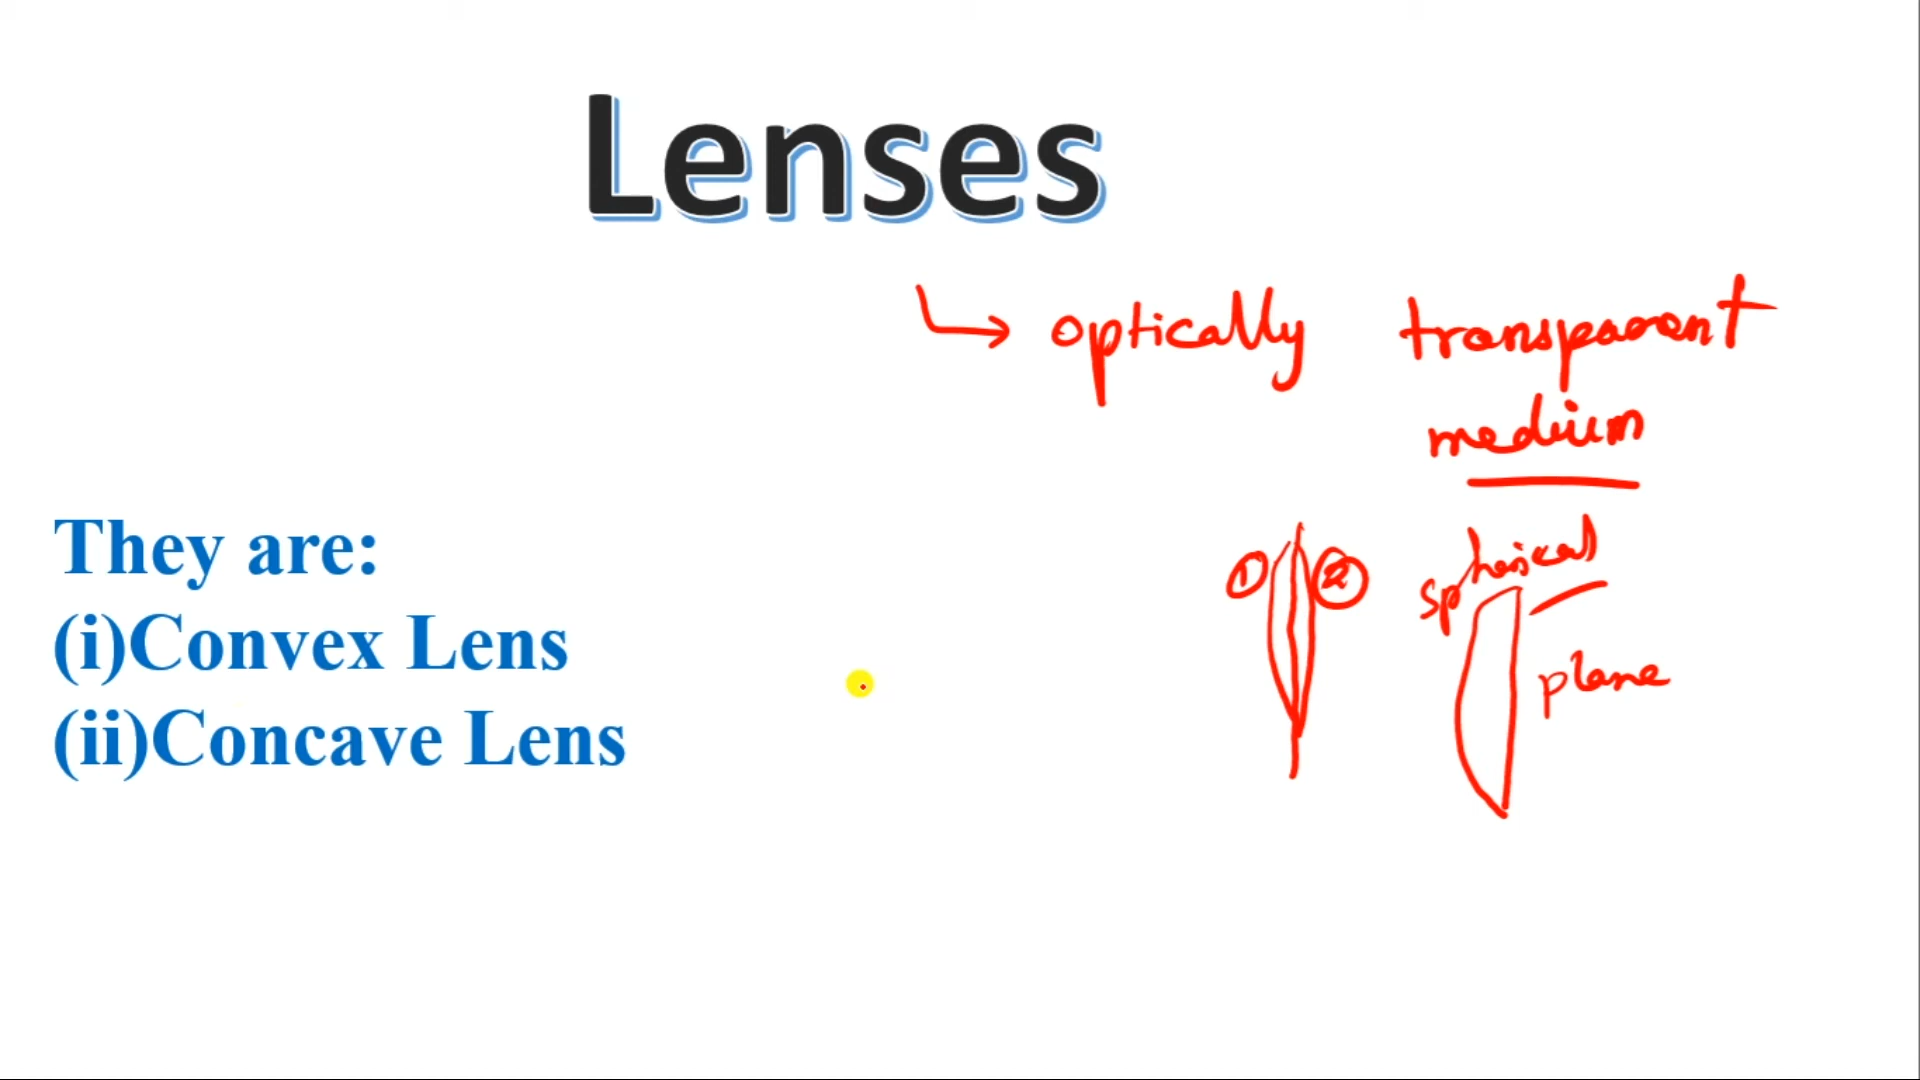 Lenses
optically transparent
medium
They are:
(i)Convex Lens
(ii)Concave Lens
1 2
spherical
plane